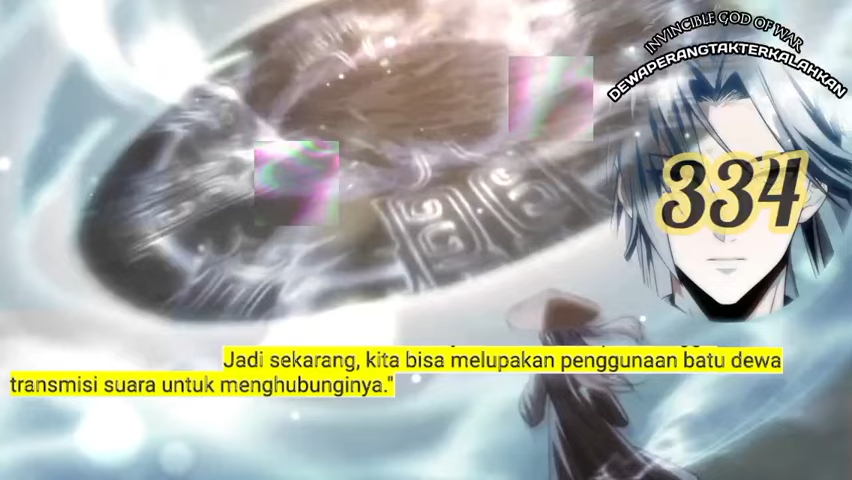 INVINCIBLE GOD OF WAR
DEWAPERANGTAKTERKALAHKAN
334
Jadi sekarang, kita bisa melupakan penggunaan batu dewa
transmisi suara untuk menghubunginya."